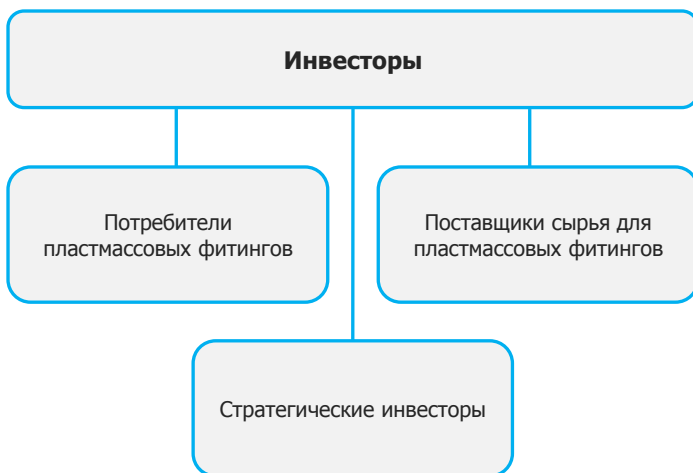 Инвесторы
Потребители
пластмассовых фитингов
Поставщики сырья для
пластмассовых фитингов
Стратегические инвесторы